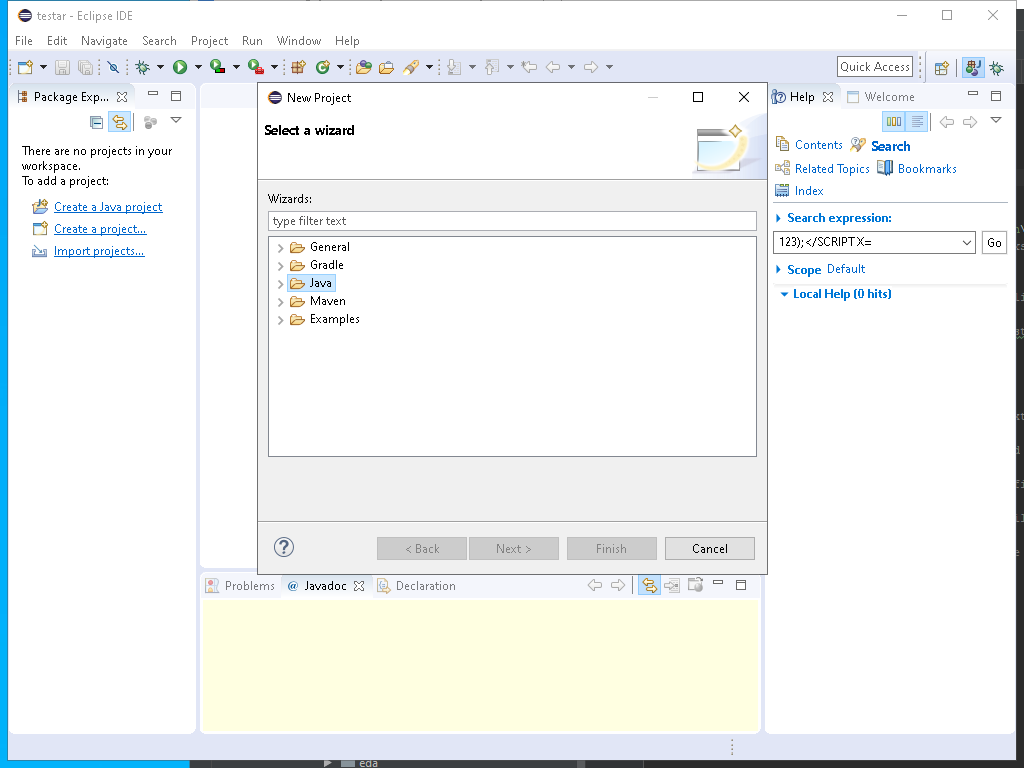 testar - Eclipse IDE
File Edit Navigate Search Project Run Window Help
Quick Access
Package Exp...
There are no projects in your
workspace.
To add a project:
Create a Java project
Create a project...
Import projects...
New Project
Select a wizard
Wizards:
type filter text
General
Gradle
Java
Maven
Examples
?
< Back Next > Finish Cancel
Problems @ Javadoc Declaration
Help Welcome
Contents Search
Related Topics Bookmarks
Index
Search expression:
123);</SCRIPT X= Go
Scope Default
Local Help (0 hits)
eda